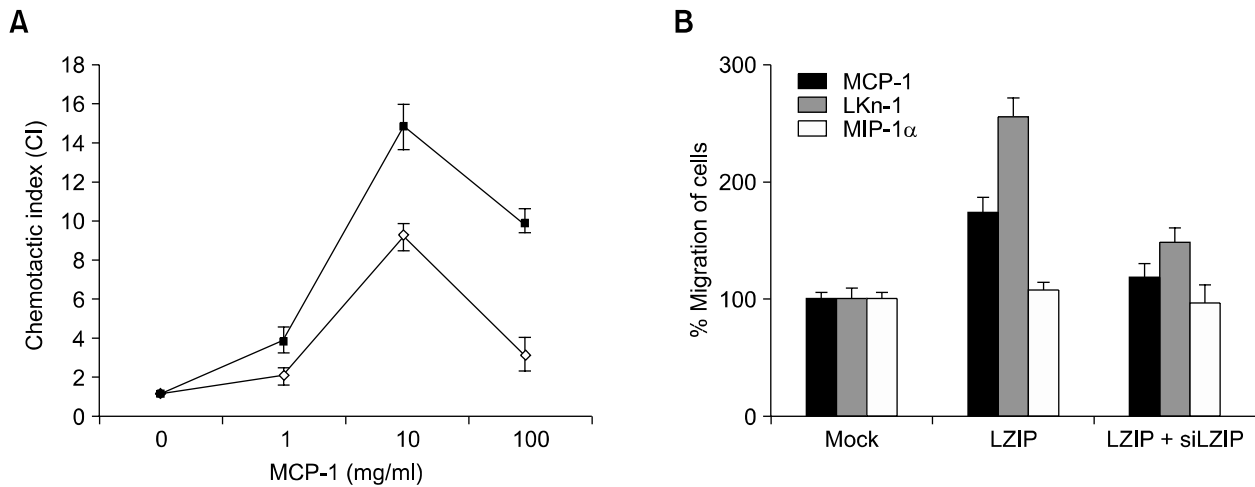 A
Chemotactic index (CI)
18
16
14
12
10
8
6
4
2
0
0 1 10 100
MCP-1 (mg/ml)
B
% Migration of cells
300
200
100
0
MCP-1
LKn-1
MIP-1α
Mock LZIP LZIP + siLZIP